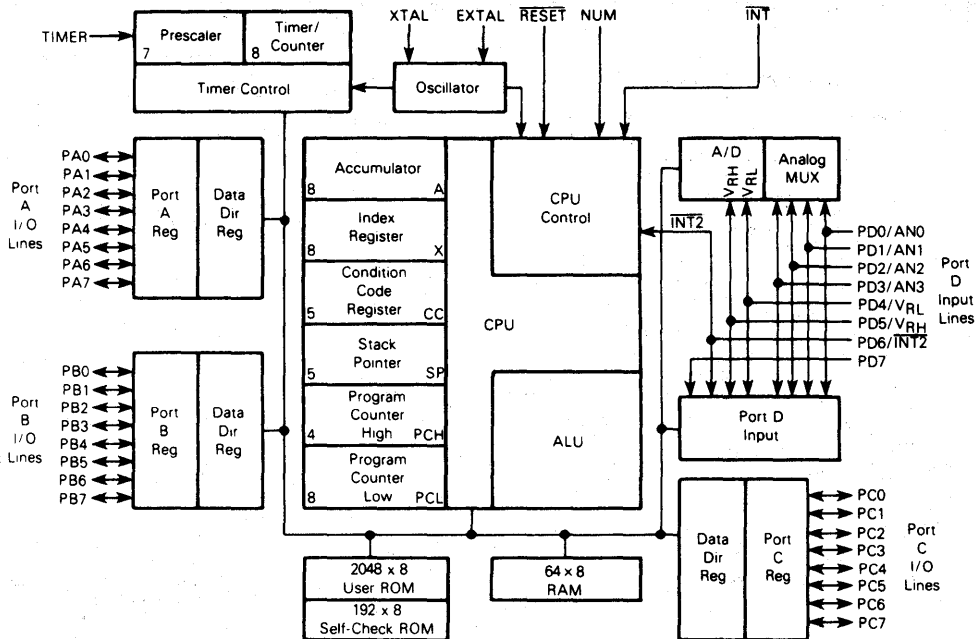 XTAL EXTAL RESET NUM INT
TIMER
Prescaler
7
Timer/
Counter
8
Timer Control
Oscillator
Port
A
I/O
Lines
PA0
PA1
PA2
PA3
PA4
PA5
PA6
PA7
Port
A
Reg
Data
Dir
Reg
Accumulator
8 A
Index
Register
8 X
Condition
Code
Register
5 CC
Stack
Pointer
5 SP
Program
Counter
High
4 PCH
Program
Counter
Low
8 PCL
CPU
CPU
Control
ALU
INT2
A/D
VRH
VRL
Analog
MUX
PD0/AN0
PD1/AN1
PD2/AN2
PD3/AN3
PD4/VRL
PD5/VRH
PD6/INT2
PD7
Port
D
Input
Lines
Port D
Input
Port
B
I/O
Lines
PB0
PB1
PB2
PB3
PB4
PB5
PB6
PB7
Port
B
Reg
Data
Dir
Reg
2048 x 8
User ROM
192 x 8
Self-Check ROM
64 x 8
RAM
Data
Dir
Reg
Port
C
Reg
PC0
PC1
PC2
PC3
PC4
PC5
PC6
PC7
Port
C
I/O
Lines